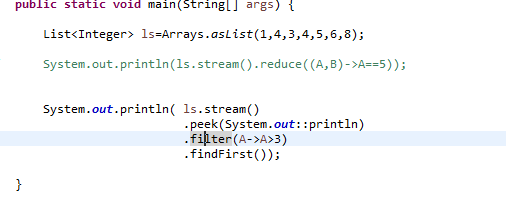 public static void main(String[] args) {
List<Integer> ls=Arrays.asList(1,4,3,4,5,6,8);
System.out.println(ls.stream().reduce((A,B)->A==5));
System.out.println( ls.stream()
.peek(System.out::println)
.filter(A->A>3)
.findFirst());
}